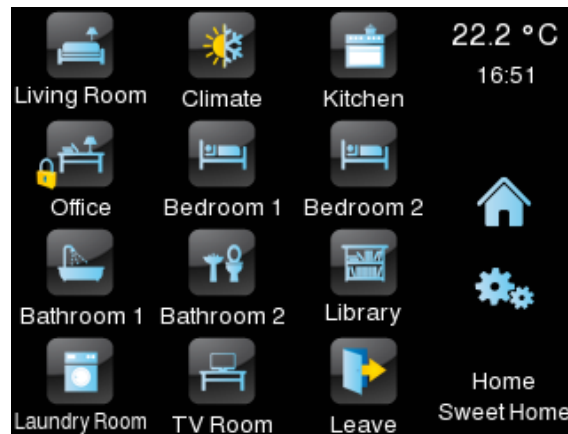 22.2 °C
16:51
Living Room
Climate
Kitchen
Office
Bedroom 1
Bedroom 2
Bathroom 1
Bathroom 2
Library
Laundry Room
TV Room
Leave
Home
Sweet Home